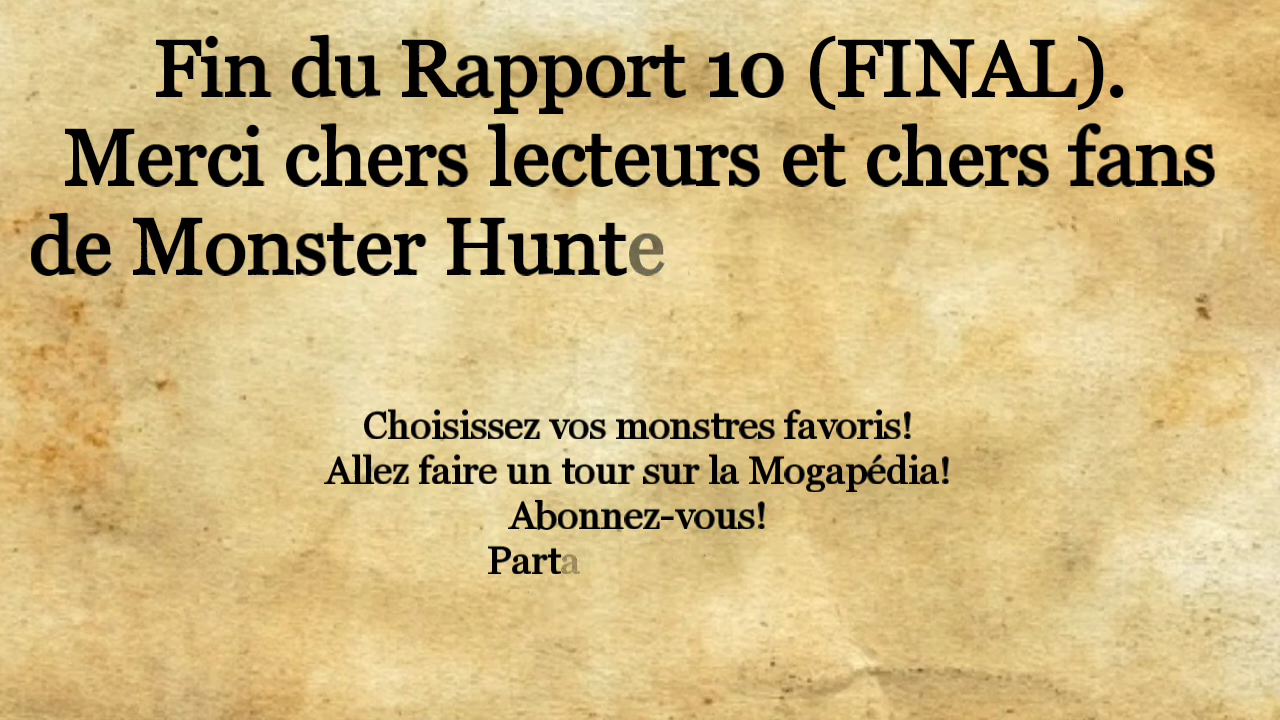 Fin du Rapport 10 (FINAL).
Merci chers lecteurs et chers fans
de Monster Hunte
Choisissez vos monstres favoris!
Allez faire un tour sur la Mogapédia!
Abonnez-vous!
Parta